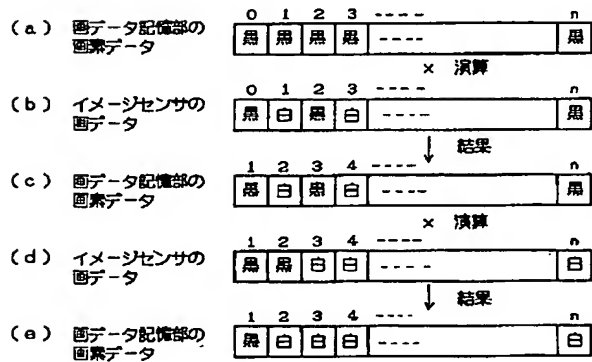 0 1 2 3 ---- n
(a) 画データ記憶部の 黒 黒 黒 黒 ---- 黒
画素データ
× 演算
0 1 2 3 ---- n
(b) イメージセンサの 黒 白 黒 白 ---- 黒
画データ
↓ 結果
1 2 3 4 ---- n
(c) 画データ記憶部の 黒 白 黒 白 ---- 黒
画素データ
× 演算
1 2 3 4 ---- n
(d) イメージセンサの 黒 黒 白 白 ---- 白
画データ
↓ 結果
1 2 3 4 ---- n
(e) 画データ記憶部の 黒 白 白 白 ---- 白
画素データ